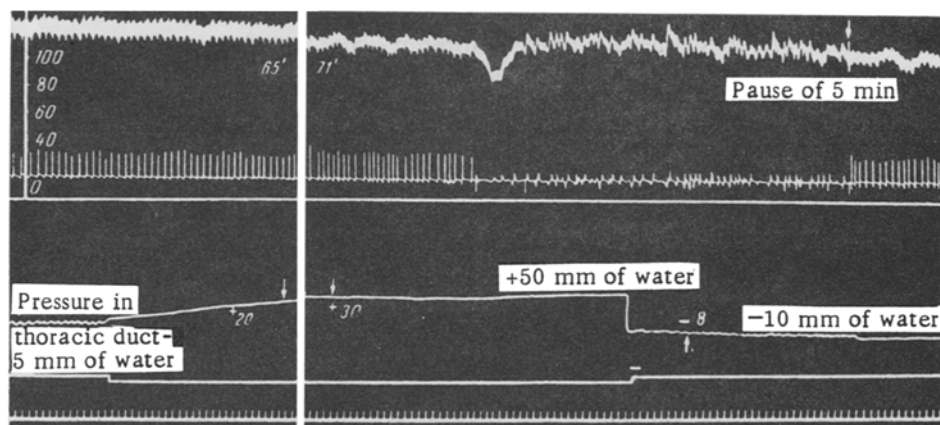 100
80
60
40
0
65'
71'
Pause of 5 min
Pressure in
thoracic duct-
5 mm of water
+20
+30
+50 mm of water
-8
—10 mm of water